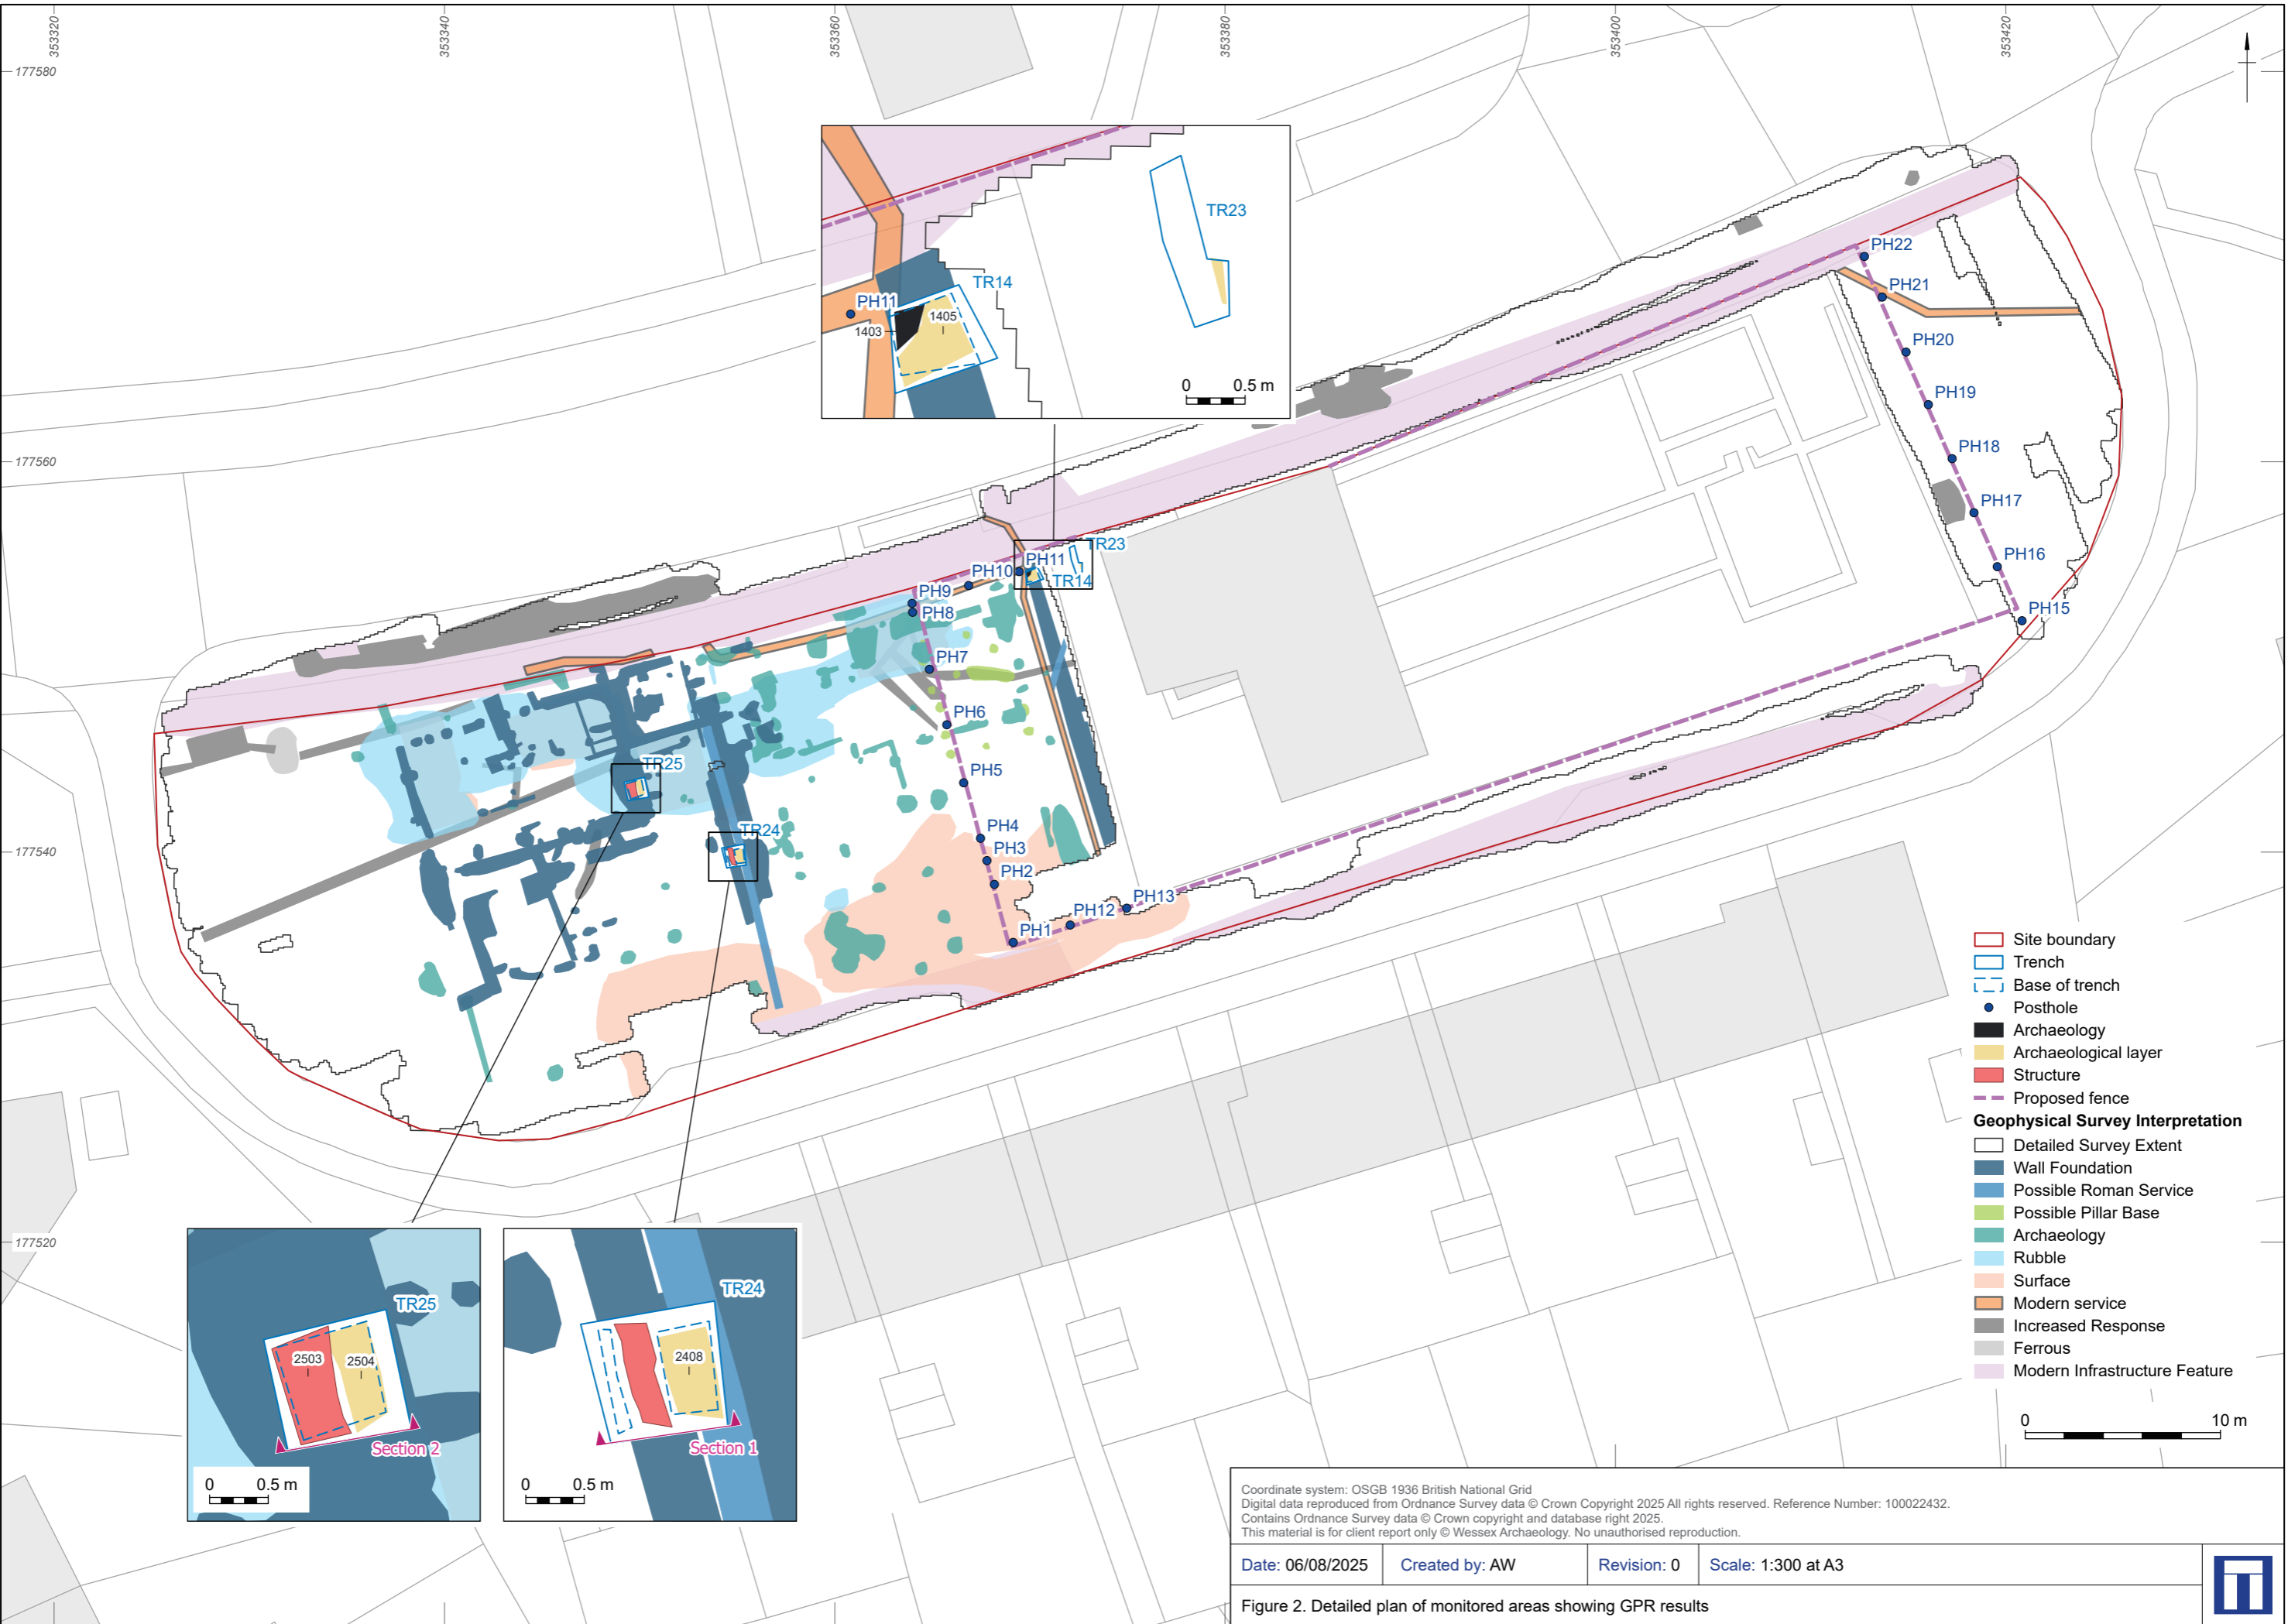 353320
353340
353360
353380
353400
353420
177580
177560
177540
177520
TR23
TR14
PH11
1403
1405
0 0.5 m
PH22
PH21
PH20
PH19
PH18
PH17
PH16
PH15
TR23
PH11
PH10
TR14
PH9
PH8
PH7
PH6
PH5
PH4
PH3
PH2
PH1
PH12
PH13
TR25
TR24
TR25
2503
2504
Section 2
0 0.5 m
TR24
2408
Section 1
0 0.5 m
Site boundary
Trench
Base of trench
Posthole
Archaeology
Archaeological layer
Structure
Proposed fence
Geophysical Survey Interpretation
Detailed Survey Extent
Wall Foundation
Possible Roman Service
Possible Pillar Base
Archaeology
Rubble
Surface
Modern service
Increased Response
Ferrous
Modern Infrastructure Feature
0 10 m
Coordinate system: OSGB 1936 British National Grid
Digital data reproduced from Ordnance Survey data © Crown Copyright 2025 All rights reserved. Reference Number: 100022432.
Contains Ordnance Survey data © Crown copyright and database right 2025.
This material is for client report only © Wessex Archaeology. No unauthorised reproduction.
Date: 06/08/2025 Created by: AW Revision: 0 Scale: 1:300 at A3
Figure 2. Detailed plan of monitored areas showing GPR results